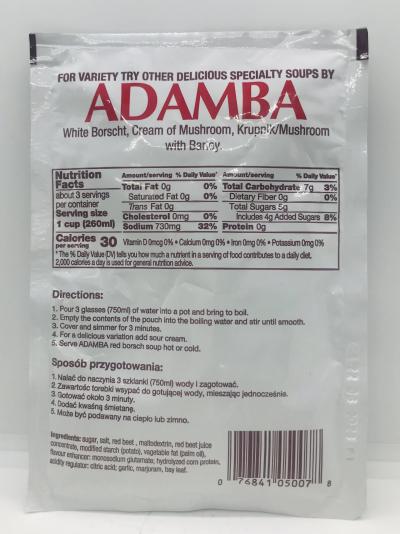 FOR VARIETY TRY OTHER DELICIOUS SPECIALTY SOUPS BY
ADAMBA
White Borscht, Cream of Mushroom, Krupnik/Mushroom
with Barley.
Nutrition Facts
about 3 servings
per container
Serving size
1 cup (260ml)
Calories 30
per serving
Amount/serving % Daily Value*
Total Fat 0g 0%
Saturated Fat 0g 0%
Trans Fat 0g
Cholesterol 0mg 0%
Sodium 730mg 32%
Amount/serving % Daily Value*
Total Carbohydrate 7g 3%
Dietary Fiber 0g 0%
Total Sugars 5g
Includes 4g Added Sugars 8%
Protein 0g
Vitamin D 0mcg 0% • Calcium 0mg 0% • Iron 0mg 0% • Potassium 0mg 0%
* The % Daily Value (DV) tells you how much a nutrient in a serving of food contributes to a daily diet.
2,000 calories a day is used for general nutrition advice.
Directions:
1. Pour 3 glasses (750ml) of water into a pot and bring to boil.
2. Empty the contents of the pouch into the boiling water and stir until smooth.
3. Cover and simmer for 3 minutes.
4. For a delicious variation add sour cream.
5. Serve ADAMBA red borsch soup hot or cold.
Sposób przygotowania:
1. Nalać do naczynia 3 szklanki (750ml) wody i zagotować.
2. Zawartość torebki wsypać do gotującej wody, mieszając jednocześnie.
3. Gotować około 3 minuty.
4. Dodać kwaśną śmietanę.
5. Może być podawany na ciepło lub zimno.
Ingredients: sugar, salt, red beet, maltodextrin, red beet juice
concentrate, modified starch (potato), vegetable fat (palm oil),
flavour enhancer: monosodium glutamate; hydrolyzed corn protein,
acidity regulator: citric acid; garlic, marjoram, bay leaf.
0 76841 05007 8